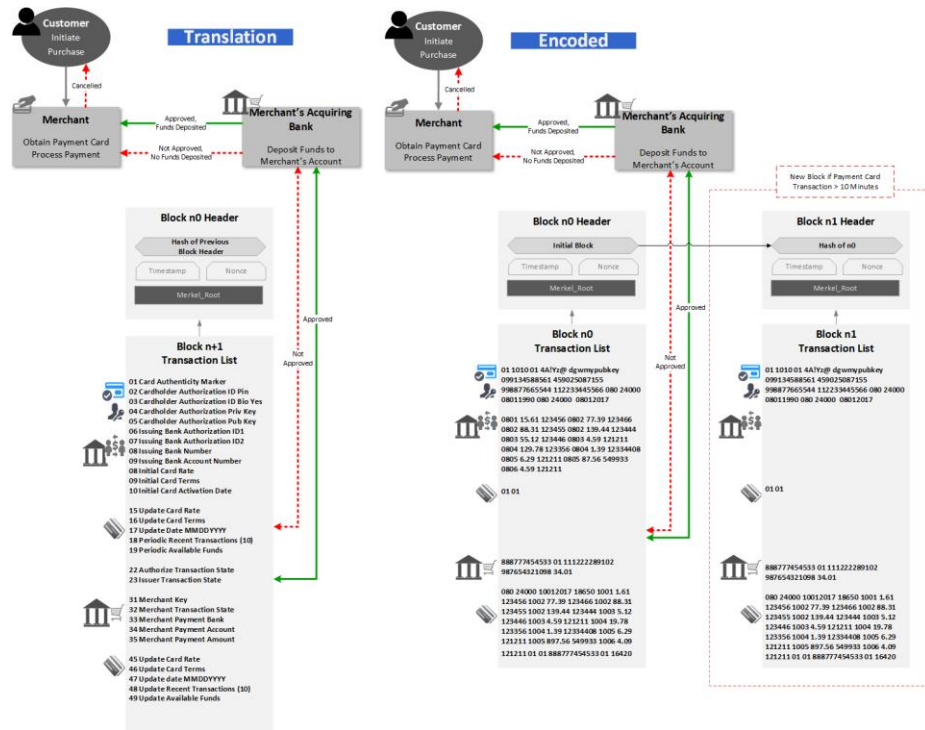 Translation
Customer
Initiate
Purchase
Cancelled
Merchant
Obtain Payment Card
Process Payment
Approved,
Funds Deposited
Not Approved,
No Funds Deposited
Merchant's Acquiring
Bank
Deposit Funds to
Merchant's Account
Block n0 Header
Hash of Previous
Block Header
Timestamp
Nonce
Merkel_Root
Approved
Not
Approved
Block n+1
Transaction List
01 Card Authenticity Marker
02 Cardholder Authorization ID Pin
03 Cardholder Authorization ID Bio Yes
04 Cardholder Authorization Priv Key
05 Cardholder Authorization Pub Key
06 Issuing Bank Authorization ID1
07 Issuing Bank Authorization ID2
08 Issuing Bank Number
09 Issuing Bank Account Number
08 Initial Card Rate
09 Initial Card Terms
10 Initial Card Activation Date
15 Update Card Rate
16 Update Card Terms
17 Update Date MMDDYYYY
18 Periodic Recent Transactions (10)
19 Periodic Available Funds
22 Authorize Transaction State
23 Issuer Transaction State
31 Merchant Key
32 Merchant Transaction State
33 Merchant Payment Bank
34 Merchant Payment Account
35 Merchant Payment Amount
45 Update Card Rate
46 Update Card Terms
47 Update date MMDDYYYY
48 Update Recent Transactions (10)
49 Update Available Funds
Encoded
Customer
Initiate
Purchase
Cancelled
Merchant
Obtain Payment Card
Process Payment
Approved,
Funds Deposited
Not Approved,
No Funds Deposited
Merchant's Acquiring
Bank
Deposit Funds to
Merchant's Account
New Block if Payment Card
Transaction > 10 Minutes
Block n0 Header
Initial Block
Timestamp
Nonce
Merkel_Root
Approved
Not
Approved
Block n0
Transaction List
01 1010 01 4A!Yz@ dgwmypubkey
099134588561 459025087155
998877665544 112233445566 080 24000
08011990 080 24000 08012017
0801 15.61 123456 0802 77.39 123466
0802 88.31 123455 0802 139.44 123444
0803 55.12 123446 0803 4.59 121211
0804 129.78 123356 0804 1.39 12334408
0805 6.29 121211 0805 87.56 549933
0806 4.59 121211
01 01
888777454533 01 111222289102
987654321098 34.01
080 24000 10012017 18650 1001 1.61
123456 1002 77.39 123466 1002 88.31
123455 1002 139.44 123444 1003 5.12
123446 1003 4.59 121211 1004 19.78
123356 1004 1.39 12334408 1005 6.29
121211 1005 897.56 549933 1006 4.09
121211 01 01 888777454533 01 16420
Block n1 Header
Hash of n0
Timestamp
Nonce
Merkel_Root
Block n1
Transaction List
01 1010 01 4A!Yz@ dgwmypubkey
099134588561 459025087155
998877665544 112233445566 080 24000
08011990 080 24000 08012017
01 01
888777454533 01 111222289102
987654321098 34.01
080 24000 10012017 18650 1001 1.61
123456 1002 77.39 123466 1002 88.31
123455 1002 139.44 123444 1003 5.12
123446 1003 4.59 121211 1004 19.78
123356 1004 1.39 12334408 1005 6.29
121211 1005 897.56 549933 1006 4.09
121211 01 01 888777454533 01 16420